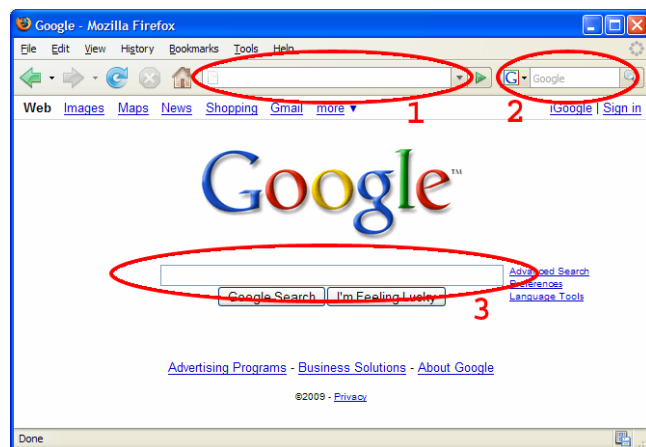 Google - Mozilla Firefox
File Edit View History Bookmarks Tools Help
G Google
1 2
Web Images Maps News Shopping Gmail more ▼ iGoogle | Sign in
Google™
Advanced Search
Preferences
Google Search I'm Feeling Lucky Language Tools
3
Advertising Programs - Business Solutions - About Google
©2009 - Privacy
Done